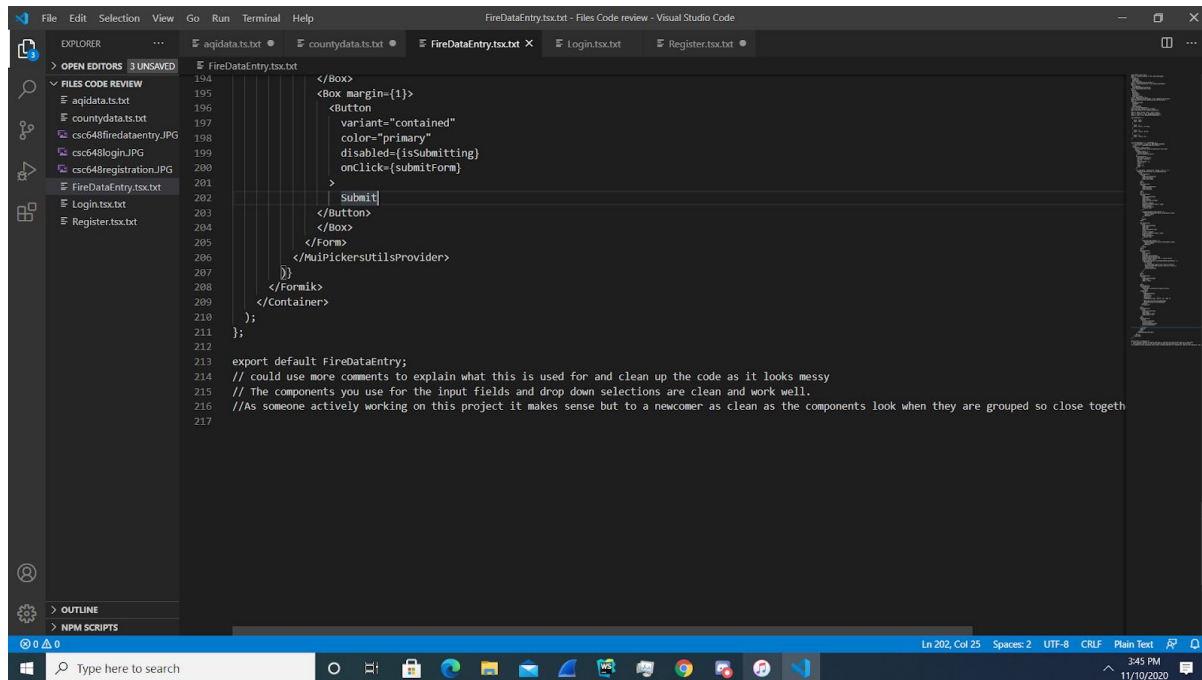 File Edit Selection View Go Run Terminal Help FireDataEntry.tsx.txt - Files Code review - Visual Studio Code
EXPLORER ...
aqidata.ts.txt countydata.ts.txt FireDataEntry.tsx.txt Login.tsx.txt Register.tsx.txt
OPEN EDITORS 3 UNSAVED
FireDataEntry.tsx.txt
FILES CODE REVIEW
aqidata.ts.txt
countydata.ts.txt
csc648firedataentry.JPG
csc648login.JPG
csc648registration.JPG
FireDataEntry.tsx.txt
Login.tsx.txt
Register.tsx.txt
OUTLINE
NPM SCRIPTS
3
194 </Box>
195 <Box margin={1}>
196 <Button
197 variant="contained"
198 color="primary"
199 disabled={isSubmitting}
200 onClick={submitForm}
201 >
202 Submit
203 </Button>
204 </Box>
205 </Form>
206 </MuiPickersUtilsProvider>
207 )}
208 </Formik>
209 </Container>
210 );
211 };
212
213 export default FireDataEntry;
214 // could use more comments to explain what this is used for and clean up the code as it looks messy
215 // The components you use for the input fields and drop down selections are clean and work well.
216 //As someone actively working on this project it makes sense but to a newcomer as clean as the components look when they are grouped so close togeth
217
0 0 Ln 202, Col 25 Spaces: 2 UTF-8 CRLF Plain Text
Type here to search
WS
3:45 PM
11/10/2020